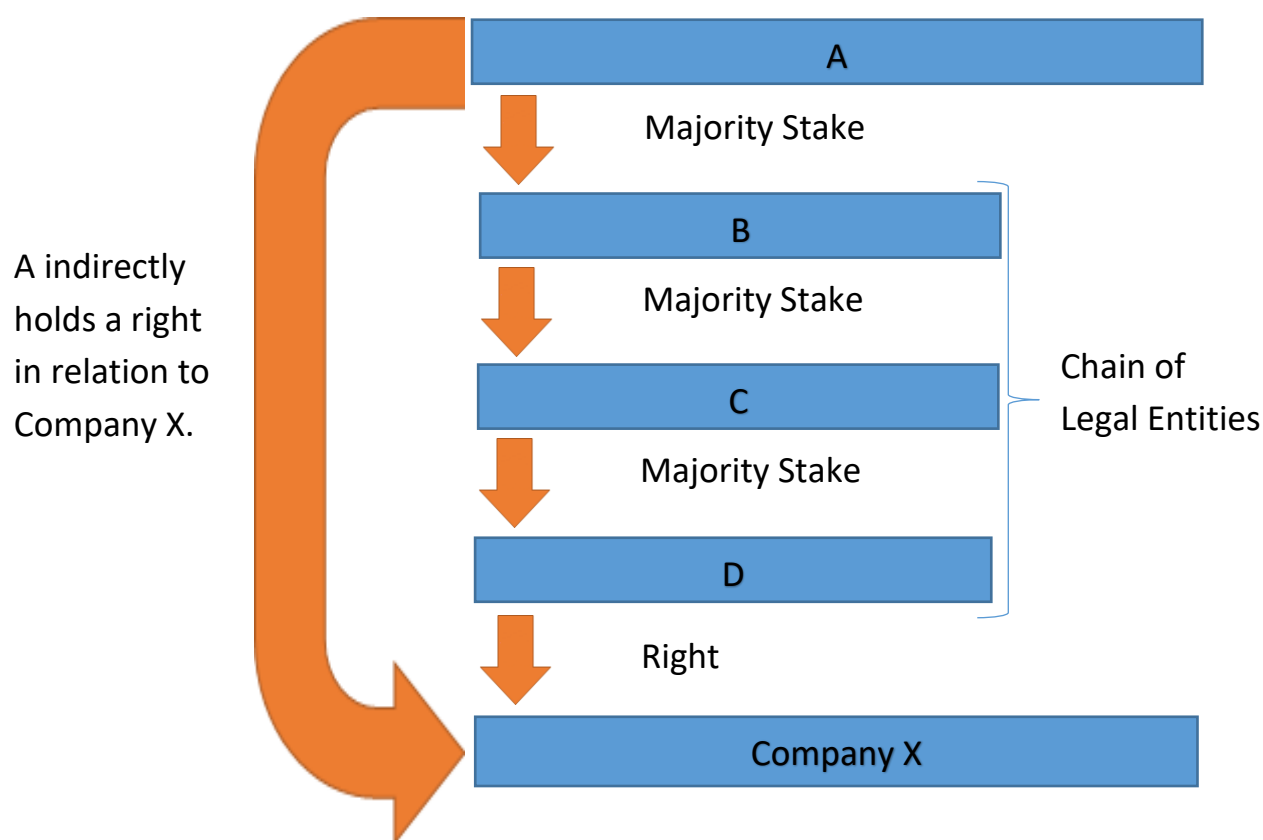 A
Majority Stake
B
Majority Stake
C
Majority Stake
D
Right
Company X
A indirectly
holds a right
in relation to
Company X.
Chain of
Legal Entities